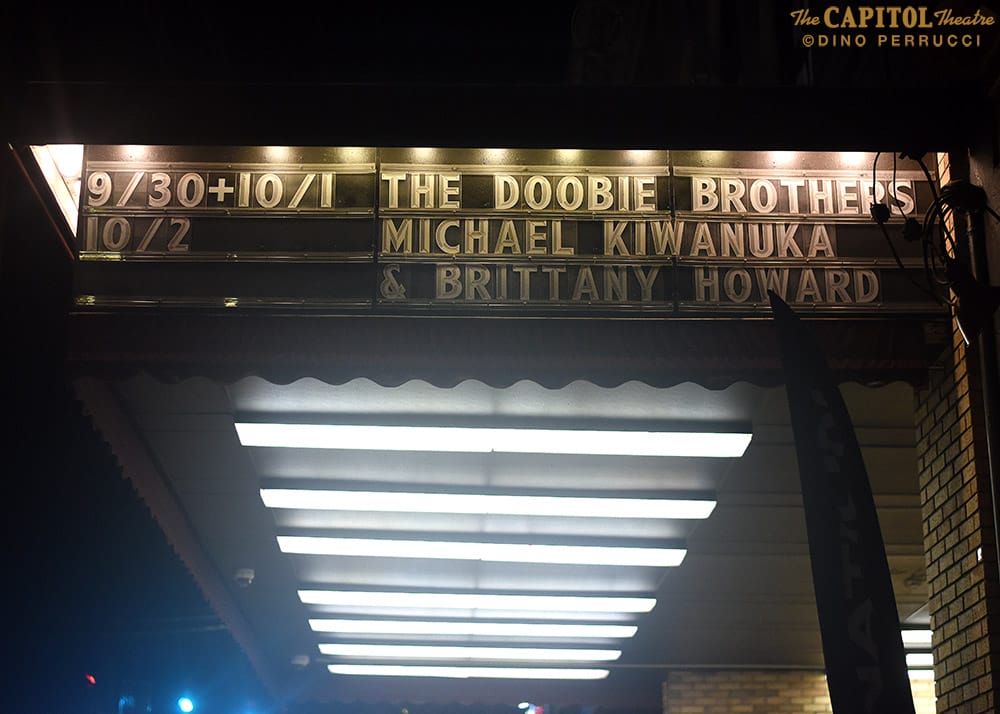 The CAPITOL Theatre
©DINO PERRUCCI
9/30+10/1 THE DOOBIE BROTHERS
10/2 MICHAEL KIWANUKA
& BRITTANY HOWARD